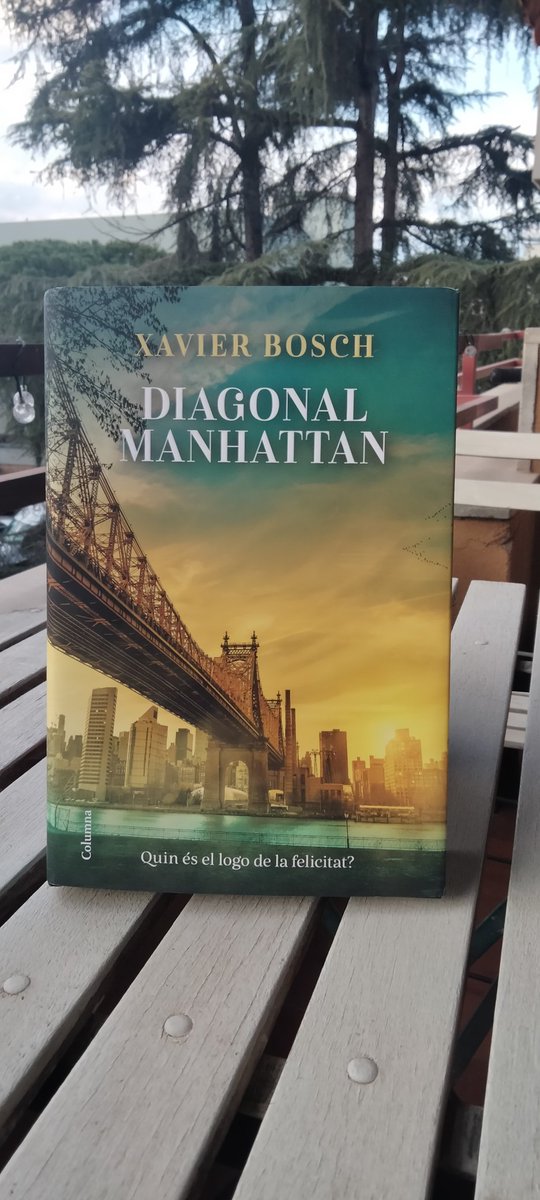 XAVIER BOSCH
DIAGONAL
MANHATTAN
Columna
Quin és el logo de la felicitat?